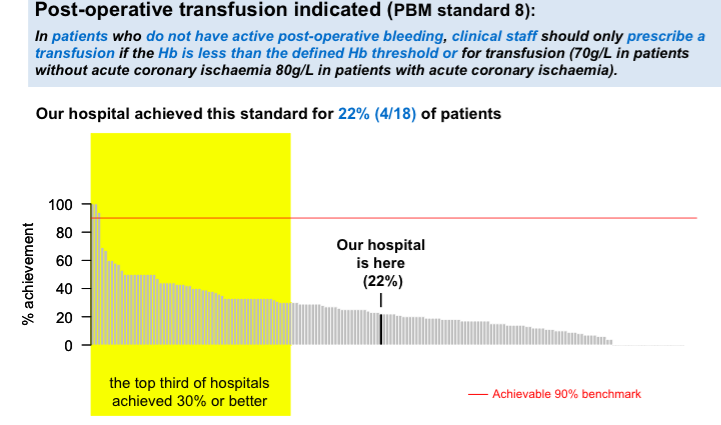 Post-operative transfusion indicated (PBM standard 8):
In patients who do not have active post-operative bleeding, clinical staff should only prescribe a
transfusion if the Hb is less than the defined Hb threshold or for transfusion (70g/L in patients
without acute coronary ischaemia 80g/L in patients with acute coronary ischaemia).
Our hospital achieved this standard for 22% (4/18) of patients
% achievement
100
80
60
40
20
0
Our hospital
is here
(22%)
the top third of hospitals
achieved 30% or better
Achievable 90% benchmark